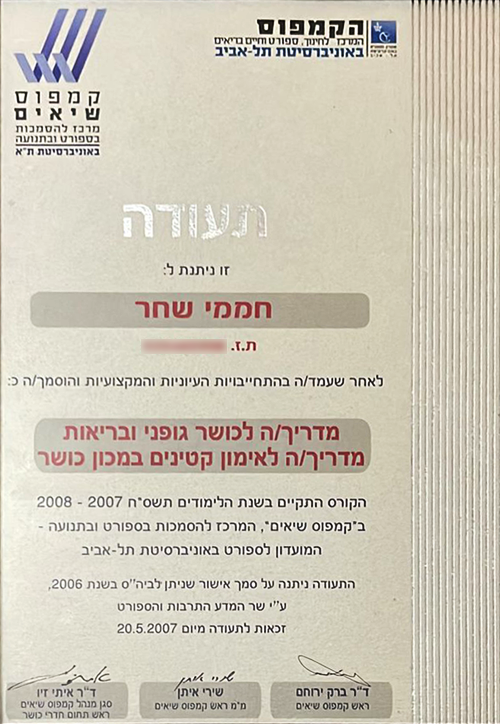 הקמפוס
המרכז לחינוך, ספורט וחיים בריאים
באוניברסיטת תל-אביב
קמפוס
שיאים
מרכז להסמכות
בספורט ובתנועה
באוניברסיטת ת"א
תעודה
זו ניתנת ל:
חממי שחר
ת.ז.
לאחר שעמד/ה בהתחייבויות העיוניות והמקצועיות והוסמך/ה כ:
מדריך/ה לכושר גופני ובריאות
מדריך/ה לאימון קטינים במכון כושר
הקורס התקיים בשנת הלימודים תשס"ח 2007 - 2008
ב"קמפוס שיאים", המרכז להסמכות בספורט ובתנועה -
המועדון לספורט באוניברסיטת תל-אביב
התעודה ניתנה על סמך אישור שניתן לביה''ס בשנת 2006,
ע''י שר המדע התרבות והספורט
זכאות לתעודה מיום 20.5.2007
ד"ר ברק ירוחם
ראש קמפוס שיאים
שירי איתן
מ"מ ראש קמפוס שיאים
ד"ר איתי זיו
סגן מנהל קמפוס שיאים
ראש תחום חדרי כושר